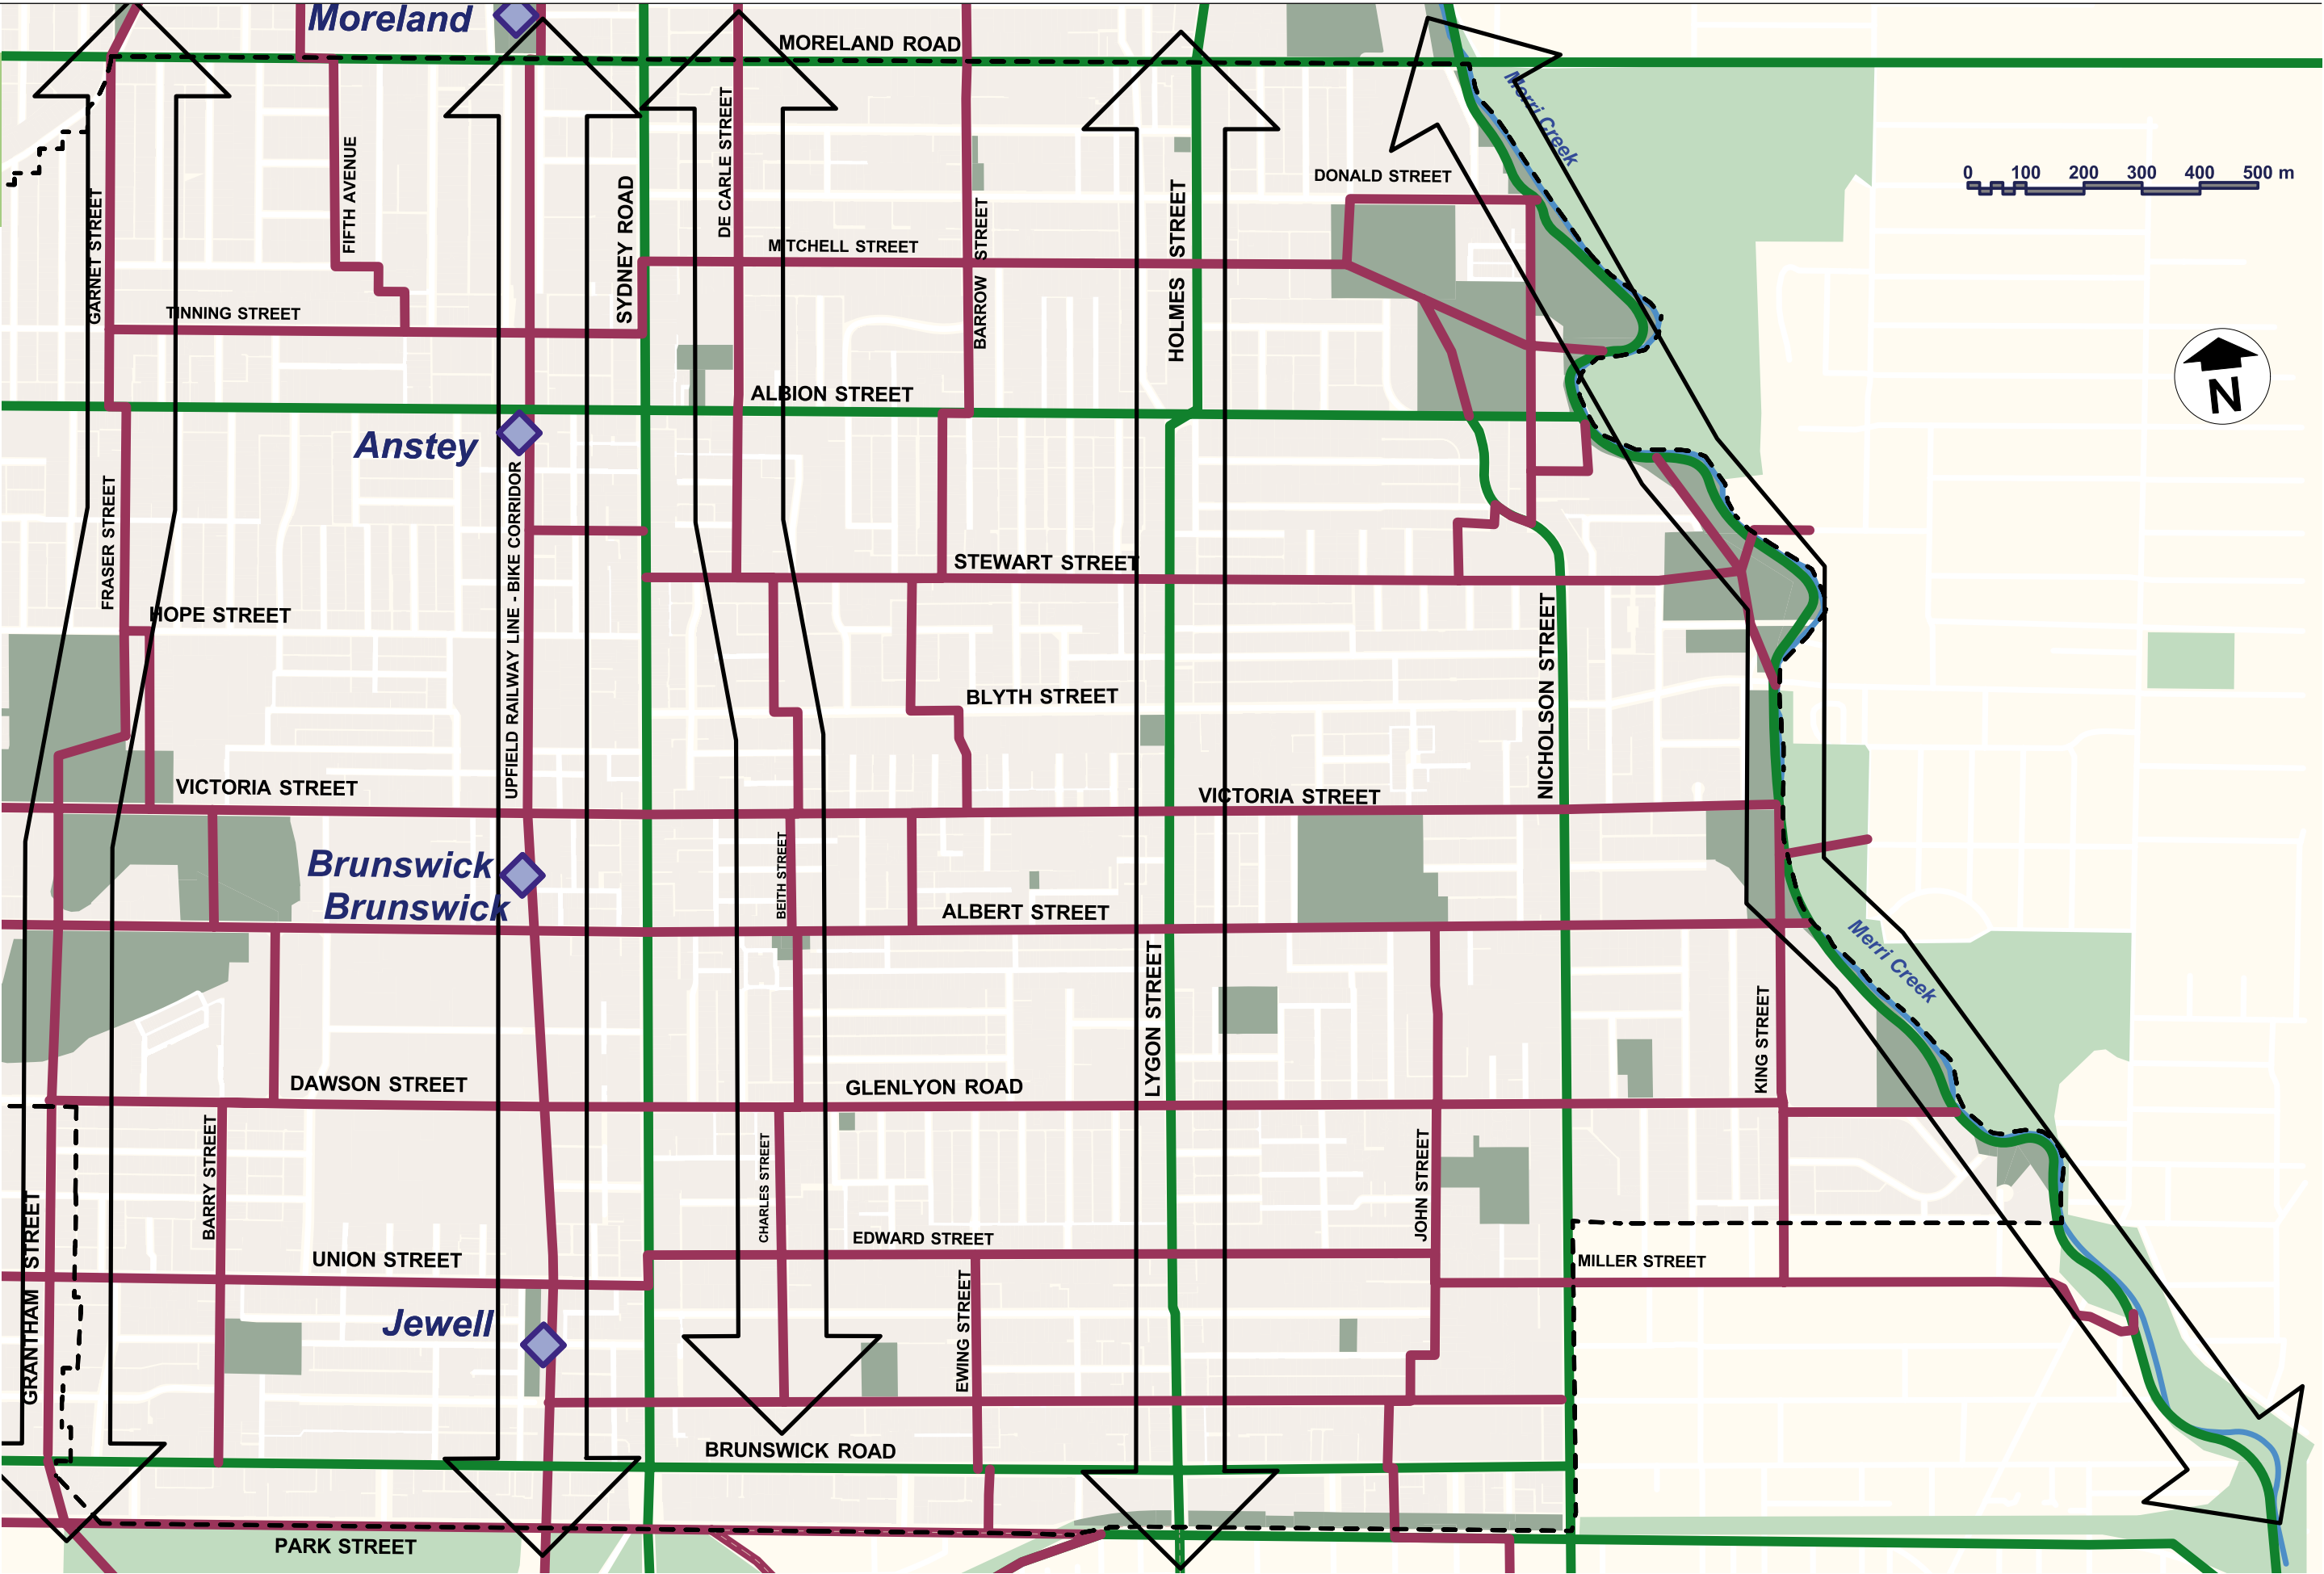 Moreland
MORELAND ROAD
Merri Creek
0 100 200 300 400 500 m
DE CARLE STREET
FIFTH AVENUE
DONALD STREET
GARNET STREET
SYDNEY ROAD
HOLMES STREET
BARROW STREET
MITCHELL STREET
TINNING STREET
N
ALBION STREET
Anstey
UPFIELD RAILWAY LINE - BIKE CORRIDOR
FRASER STREET
STEWART STREET
HOPE STREET
NICHOLSON STREET
BLYTH STREET
VICTORIA STREET
VICTORIA STREET
BEITH STREET
Brunswick
Brunswick
ALBERT STREET
Merri Creek
LYGON STREET
KING STREET
DAWSON STREET
GLENLYON ROAD
BARRY STREET
CHARLES STREET
JOHN STREET
GRANTHAM STREET
EDWARD STREET
UNION STREET
MILLER STREET
EWING STREET
Jewell
BRUNSWICK ROAD
PARK STREET